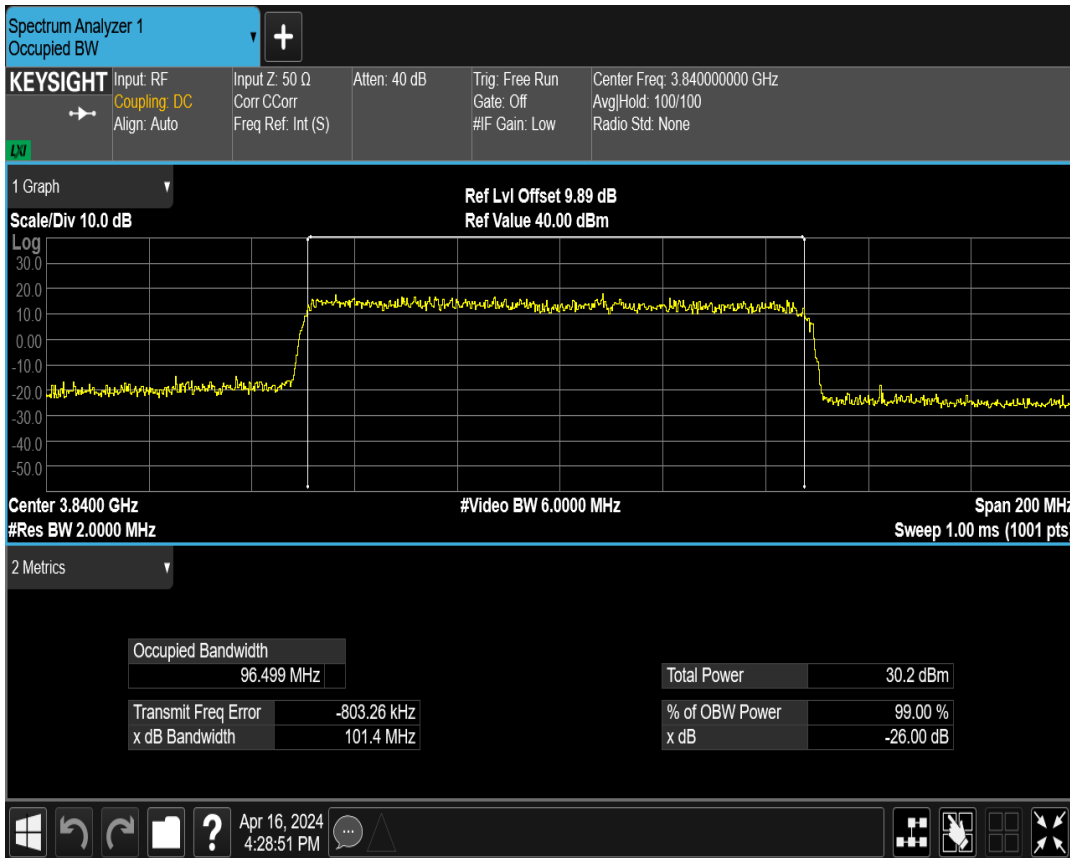 Spectrum Analyzer 1
Occupied BW
+
KEYSIGHT
LXI
Input: RF
Coupling: DC
Align: Auto
Input Z: 50 Ω
Corr CCorr
Freq Ref: Int (S)
Atten: 40 dB
Trig: Free Run
Gate: Off
#IF Gain: Low
Center Freq: 3.840000000 GHz
Avg|Hold: 100/100
Radio Std: None
1 Graph
Scale/Div 10.0 dB
Ref Lvl Offset 9.89 dB
Ref Value 40.00 dBm
Log
30.0
20.0
10.0
0.00
-10.0
-20.0
-30.0
-40.0
-50.0
Center 3.8400 GHz
#Video BW 6.0000 MHz
Span 200 MHz
#Res BW 2.0000 MHz
Sweep 1.00 ms (1001 pts)
2 Metrics
Occupied Bandwidth
96.499 MHz
Total Power 30.2 dBm
Transmit Freq Error -803.26 kHz
% of OBW Power 99.00 %
x dB Bandwidth 101.4 MHz
x dB -26.00 dB
?
Apr 16, 2024
4:28:51 PM